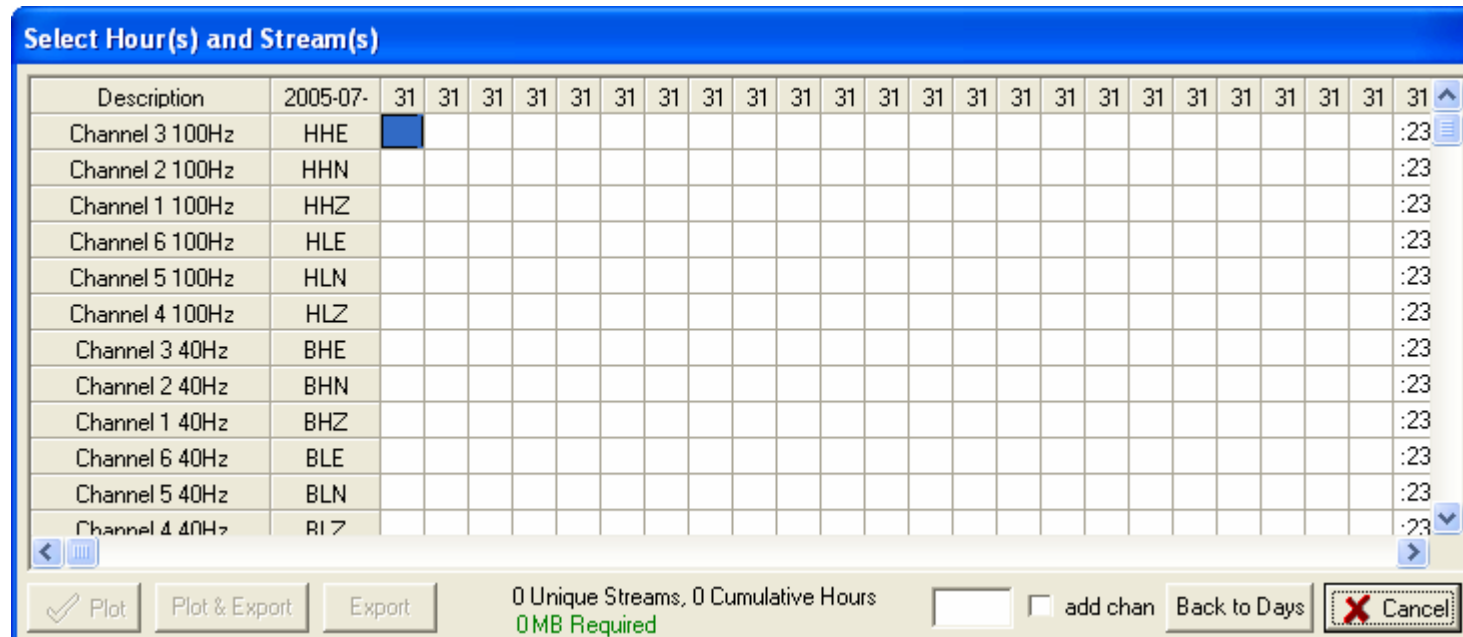 Select Hour(s) and Stream(s)
Description 2005-07- 31 31 31 31 31 31 31 31 31 31 31 31 31 31 31 31 31 31 31 31 31 31 31 31
Channel 3 100Hz HHE :23
Channel 2 100Hz HHN :23
Channel 1 100Hz HHZ :23
Channel 6 100Hz HLE :23
Channel 5 100Hz HLN :23
Channel 4 100Hz HLZ :23
Channel 3 40Hz BHE :23
Channel 2 40Hz BHN :23
Channel 1 40Hz BHZ :23
Channel 6 40Hz BLE :23
Channel 5 40Hz BLN :23
Channel 4 40Hz BLZ :23
Plot Plot & Export Export 0 Unique Streams, 0 Cumulative Hours add chan Back to Days Cancel
0 MB Required